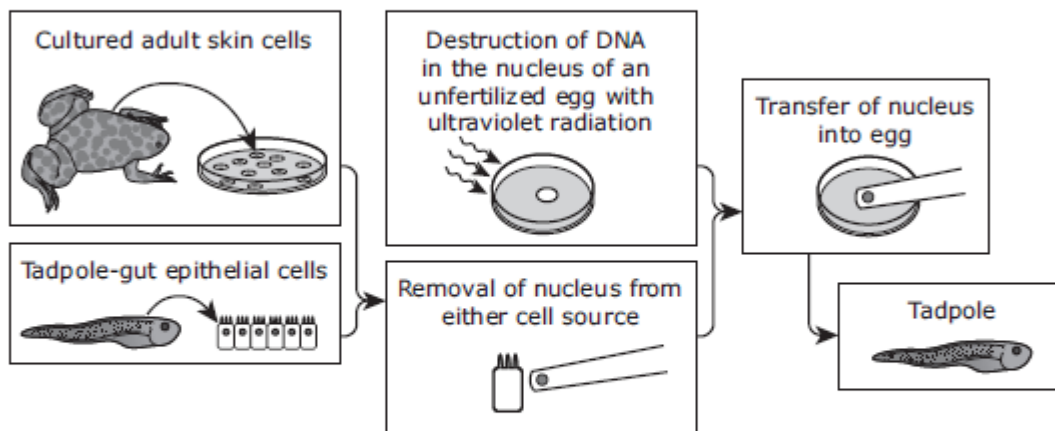 Cultured adult skin cells
Tadpole-gut epithelial cells
Destruction of DNA
in the nucleus of an
unfertilized egg with
ultraviolet radiation
Removal of nucleus from
either cell source
Transfer of nucleus
into egg
Tadpole